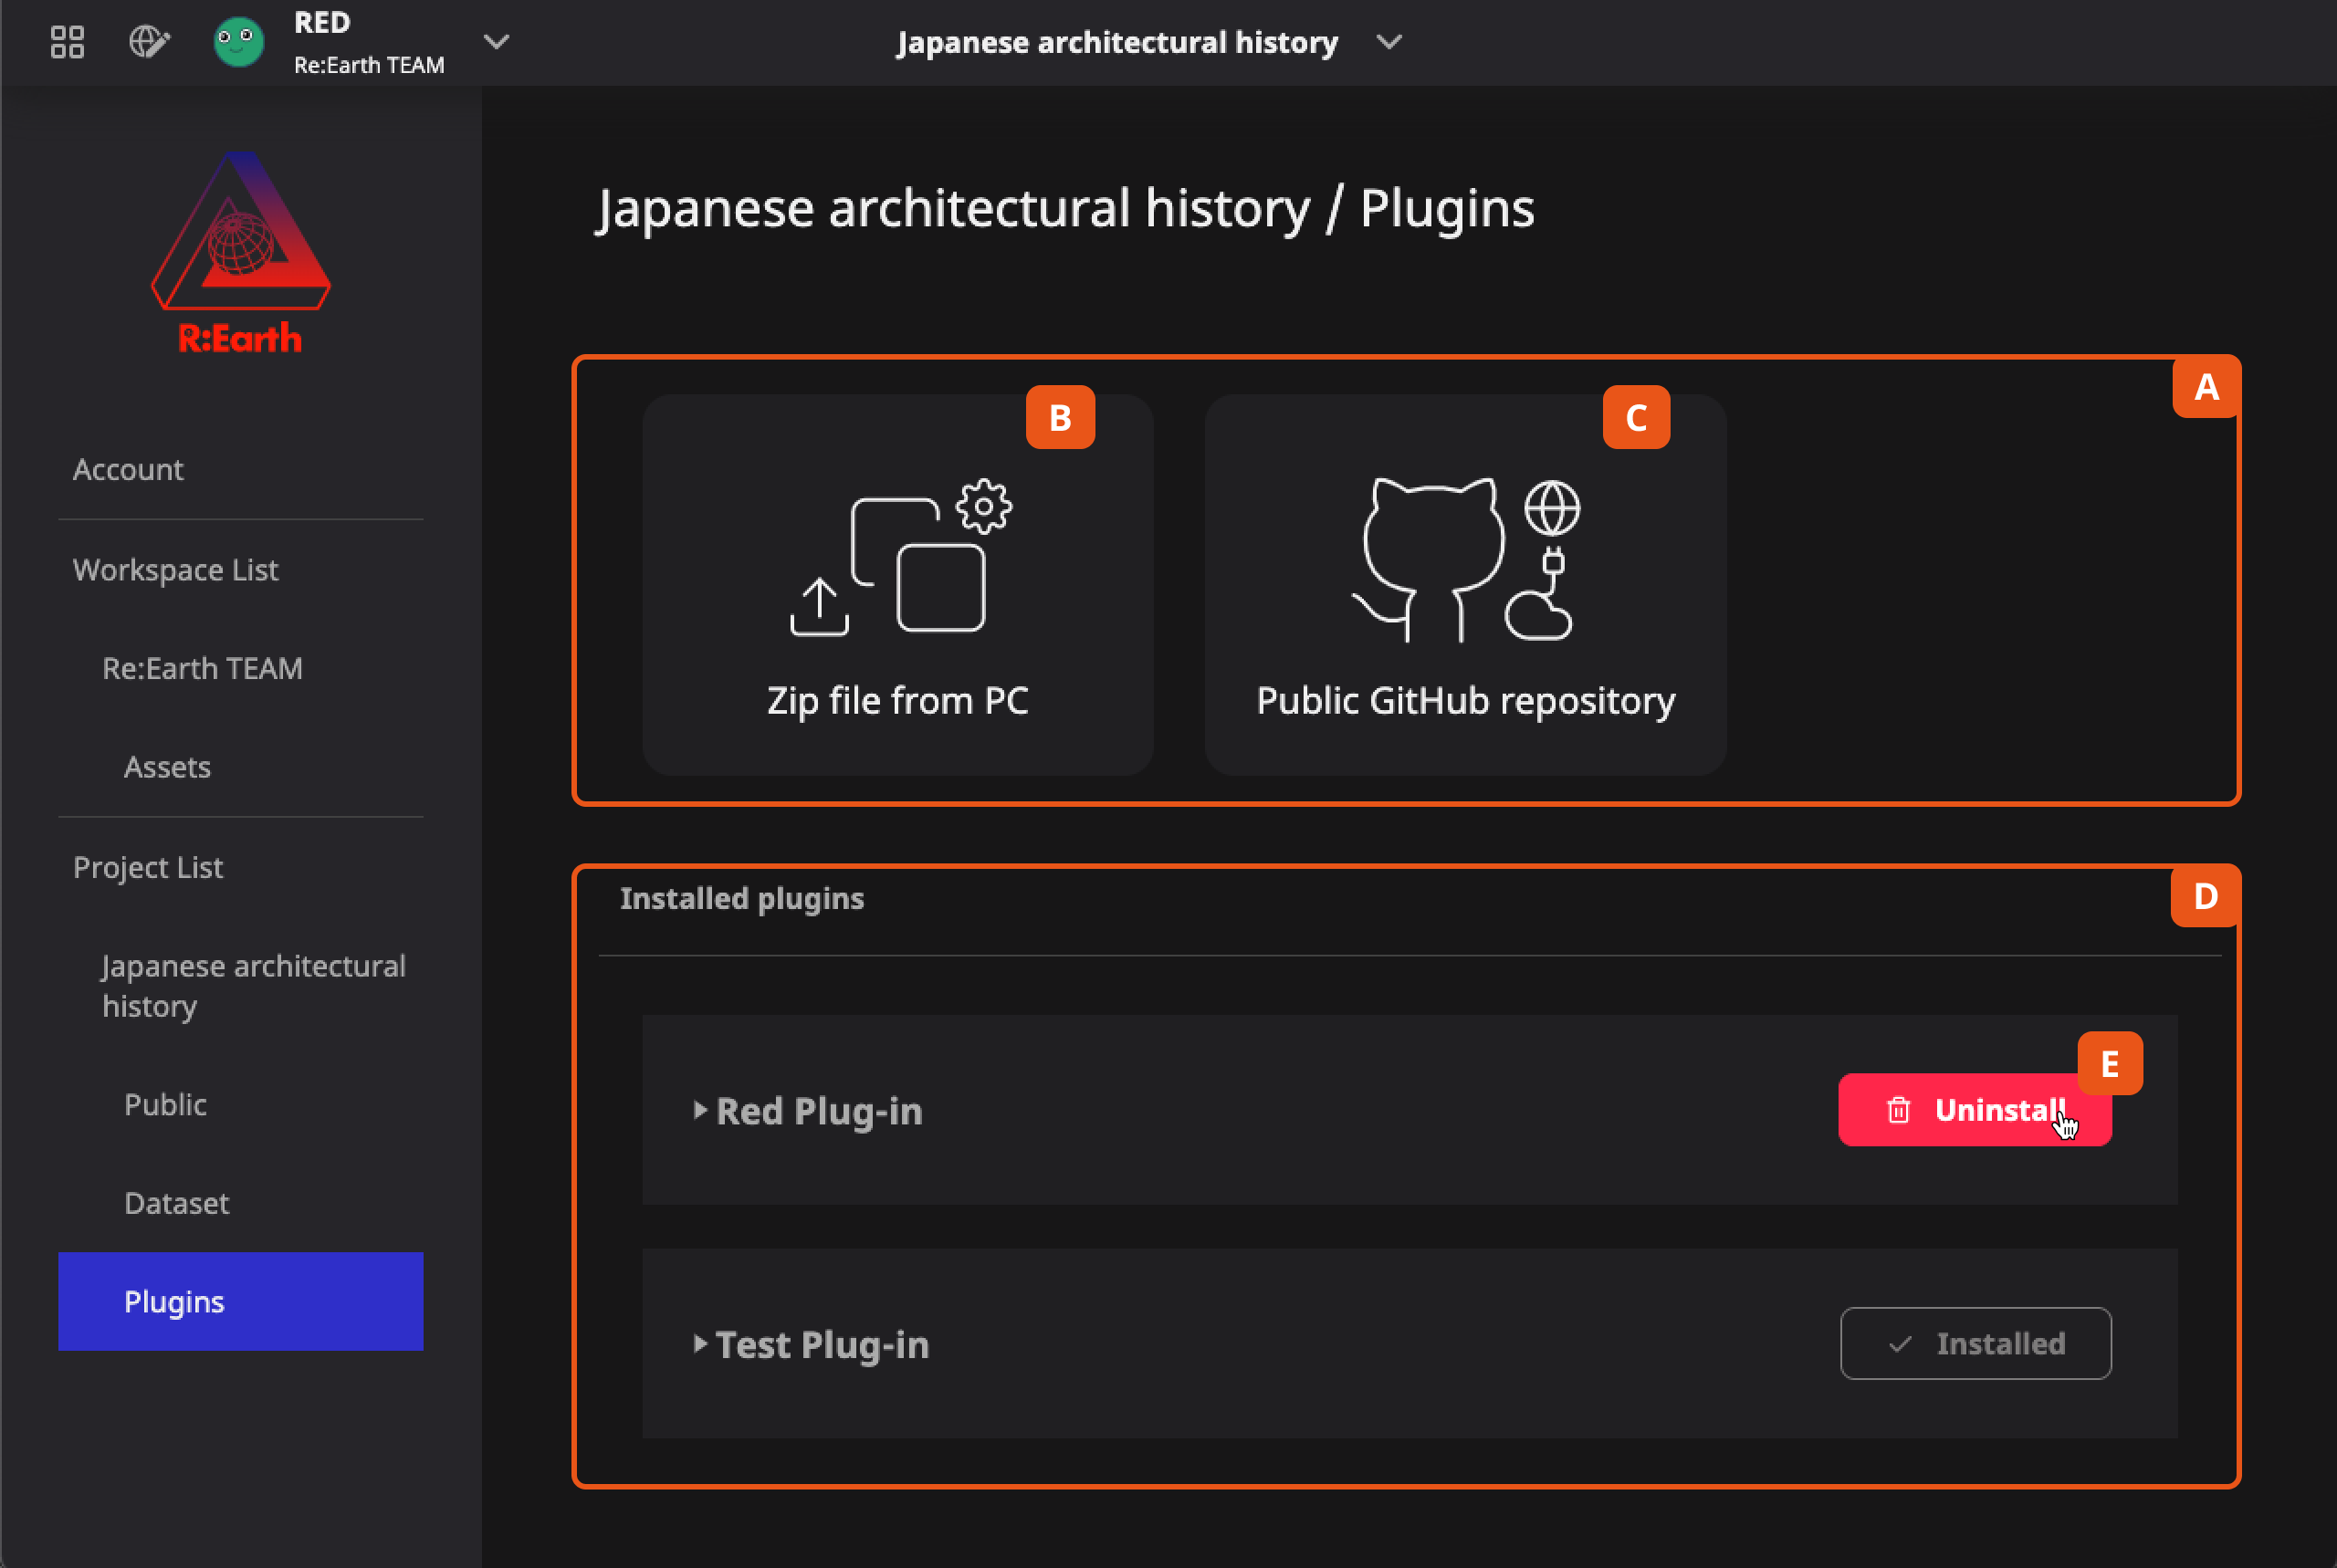 RED
Re:Earth TEAM
Japanese architectural history
R:Earth
Account
Workspace List
Re:Earth TEAM
Assets
Project List
Japanese architectural
history
Public
Dataset
Plugins
Japanese architectural history / Plugins
A
B
C
Zip file from PC
Public GitHub repository
D
Installed plugins
E
Red Plug-in
Uninstall
Test Plug-in
Installed